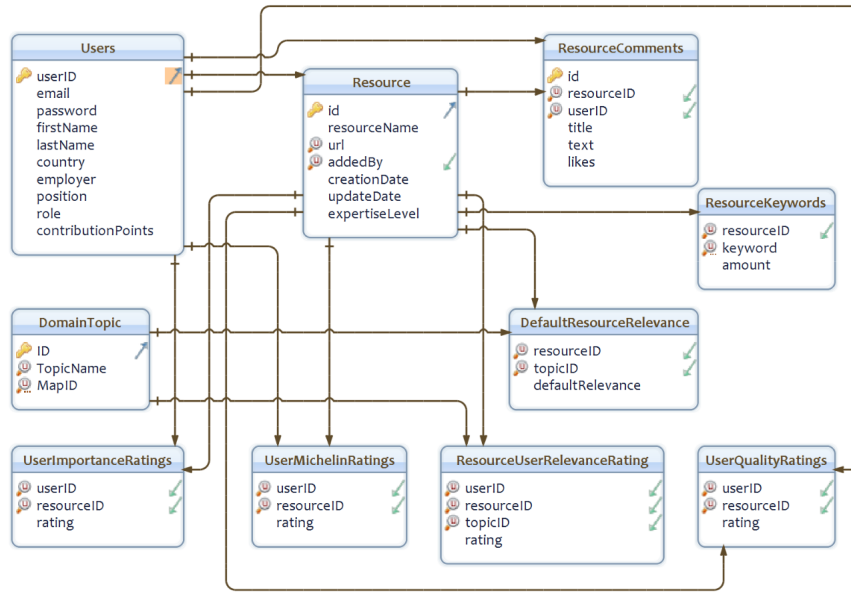 Users
userID
email
password
firstName
lastName
country
employer
position
role
contributionPoints
Resource
id
resourceName
url
addedBy
creationDate
updateDate
expertiseLevel
ResourceComments
id
resourceID
userID
title
text
likes
ResourceKeywords
resourceID
keyword
amount
DomainTopic
ID
TopicName
MapID
DefaultResourceRelevance
resourceID
topicID
defaultRelevance
UserImportanceRatings
userID
resourceID
rating
UserMichelinRatings
userID
resourceID
rating
ResourceUserRelevanceRating
userID
resourceID
topicID
rating
UserQualityRatings
userID
resourceID
rating